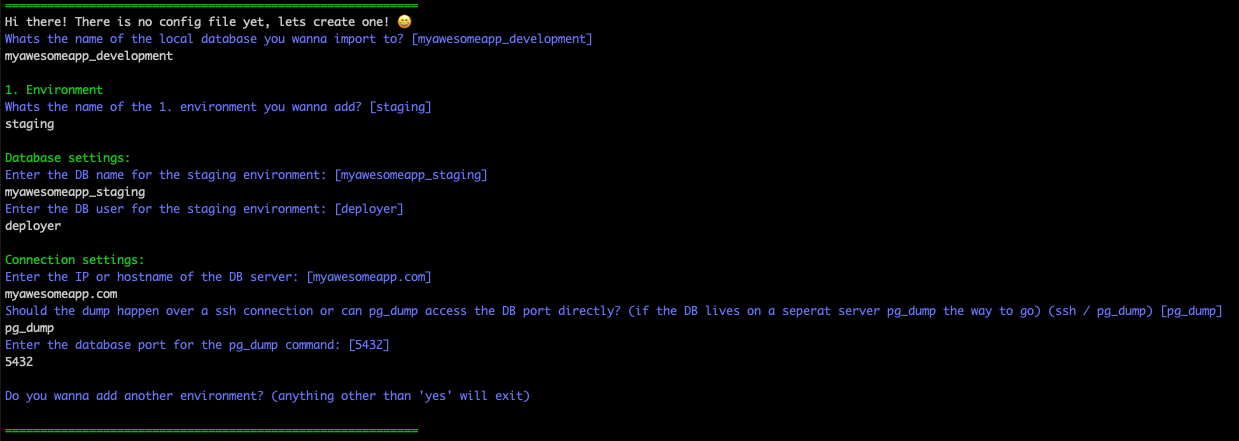 ===========================================================
Hi there! There is no config file yet, lets create one! 😄
Whats the name of the local database you wanna import to? [myawesomeapp_development]
myawesomeapp_development
1. Environment
Whats the name of the 1. environment you wanna add? [staging]
staging
Database settings:
Enter the DB name for the staging environment: [myawesomeapp_staging]
myawesomeapp_staging
Enter the DB user for the staging environment: [deployer]
deployer
Connection settings:
Enter the IP or hostname of the DB server: [myawesomeapp.com]
myawesomeapp.com
Should the dump happen over a ssh connection or can pg_dump access the DB port directly? (if the DB lives on a seperat server pg_dump the way to go) (ssh / pg_dump) [pg_dump]
pg_dump
Enter the database port for the pg_dump command: [5432]
5432
Do you wanna add another environment? (anything other than 'yes' will exit)
===========================================================